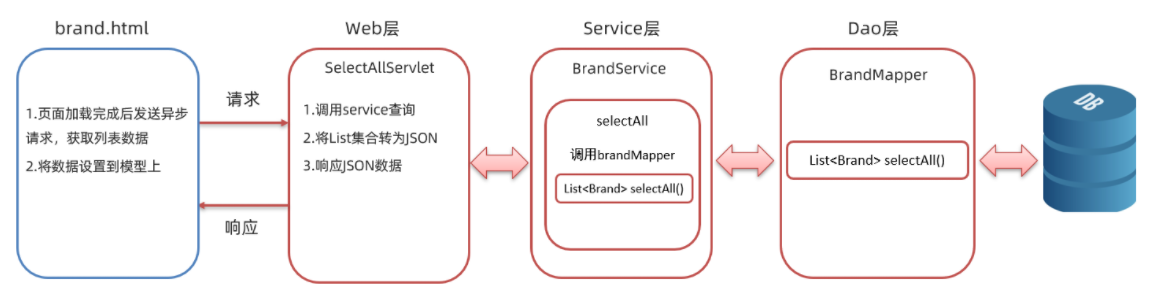 brand.html
Web层
Service层
Dao层
1.页面加载完成后发送异步
请求，获取列表数据
2.将数据设置到模型上
请求
响应
SelectAllServlet
1.调用service查询
2.将List集合转为JSON
3.响应JSON数据
BrandService
selectAll
调用brandMapper
List<Brand> selectAll()
BrandMapper
List<Brand> selectAll()
DB